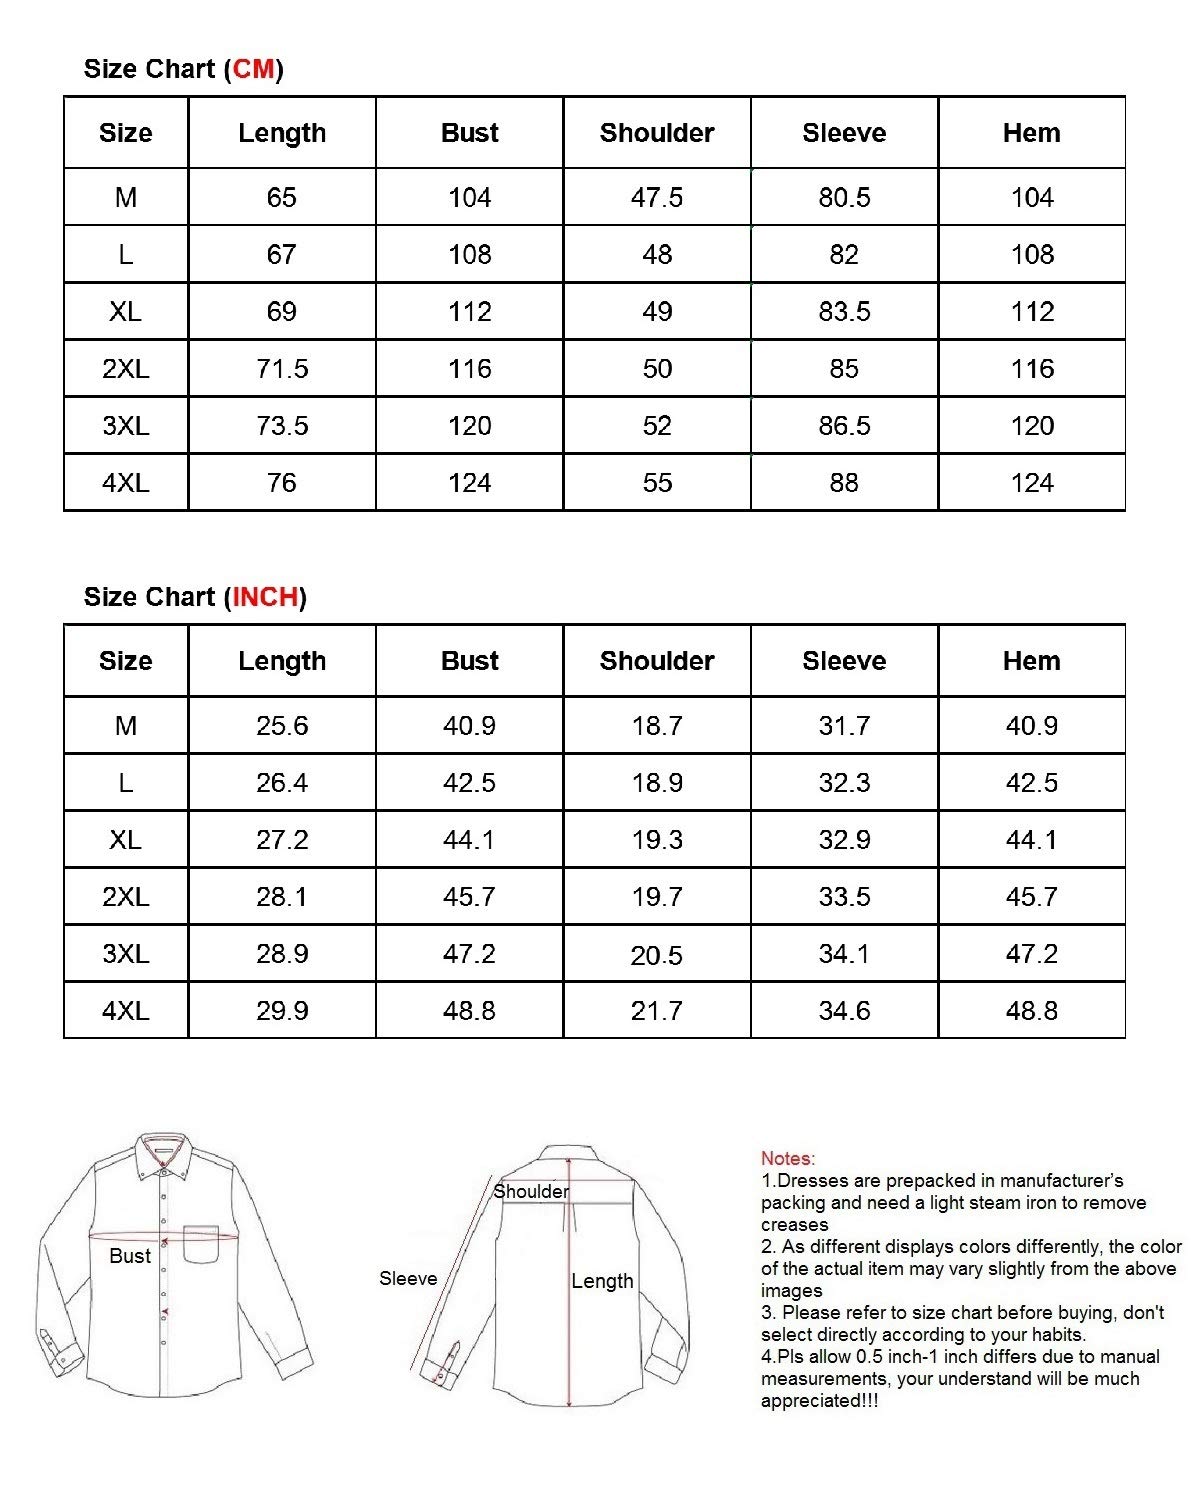 Size Chart (CM)
Size Length Bust Shoulder Sleeve Hem
M 65 104 47.5 80.5 104
L 67 108 48 82 108
XL 69 112 49 83.5 112
2XL 71.5 116 50 85 116
3XL 73.5 120 52 86.5 120
4XL 76 124 55 88 124
Size Chart (INCH)
Size Length Bust Shoulder Sleeve Hem
M 25.6 40.9 18.7 31.7 40.9
L 26.4 42.5 18.9 32.3 42.5
XL 27.2 44.1 19.3 32.9 44.1
2XL 28.1 45.7 19.7 33.5 45.7
3XL 28.9 47.2 20.5 34.1 47.2
4XL 29.9 48.8 21.7 34.6 48.8
Bust
Shoulder
Sleeve
Length
Notes:
1.Dresses are prepacked in manufacturer’s
packing and need a light steam iron to remove
creases
2. As different displays colors differently, the color
of the actual item may vary slightly from the above
images
3. Please refer to size chart before buying, don't
select directly according to your habits.
4.Pls allow 0.5 inch-1 inch differs due to manual
measurements, your understand will be much
appreciated!!!